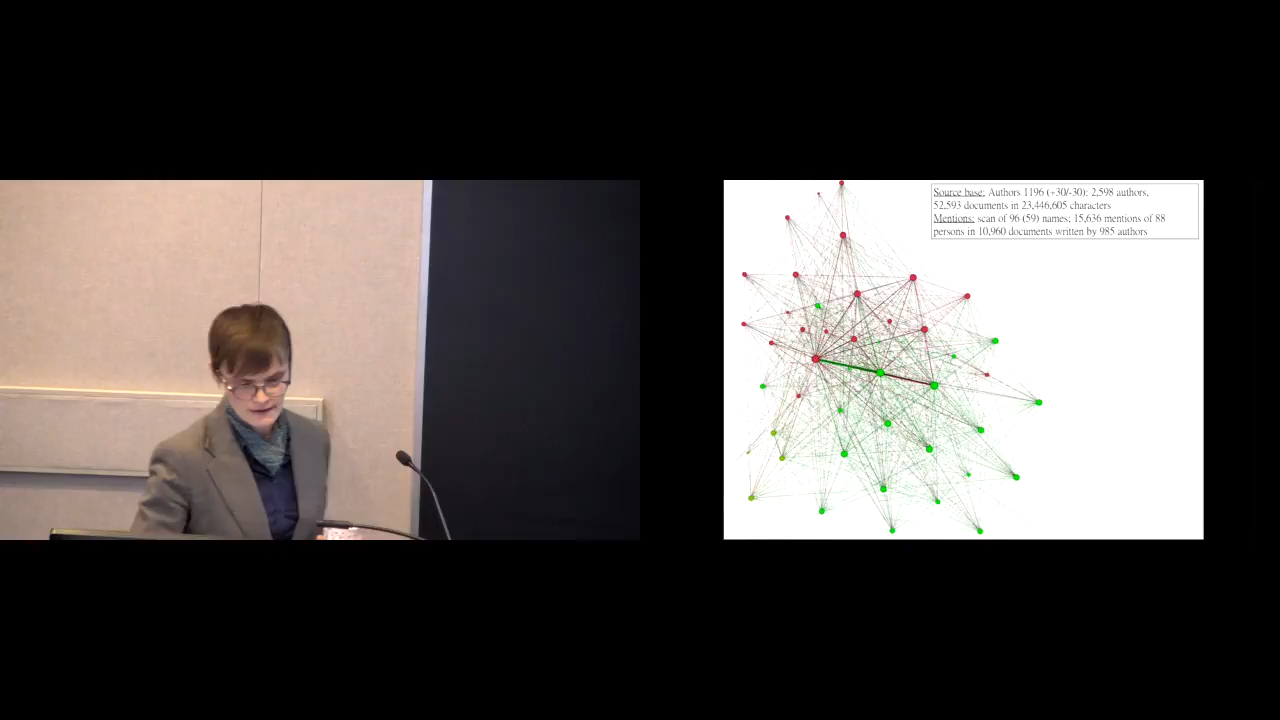 Source base: Authors 1196 (+30/-30): 2,598 authors,
52,593 documents in 23,446,605 characters
Mentions: scan of 96 (59) names; 15,636 mentions of 88
persons in 10,960 documents written by 985 authors